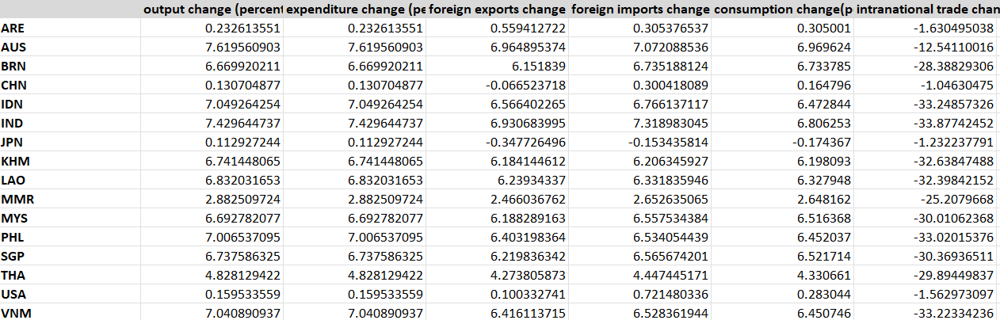 output change (percent expenditure change (pe foreign exports change foreign imports change consumption change(p intranational trade chan
ARE 0.232613551 0.232613551 0.559412722 0.305376537 0.305001 -1.630495038
AUS 7.619560903 7.619560903 6.964895374 7.072088536 6.969624 -12.54110016
BRN 6.669920211 6.669920211 6.151839 6.735188124 6.733785 -28.38829306
CHN 0.130704877 0.130704877 -0.066523718 0.300418089 0.164796 -1.04630475
IDN 7.049264254 7.049264254 6.566402265 6.766137117 6.472844 -33.24857326
IND 7.429644737 7.429644737 6.930683995 7.318983045 6.806253 -33.87742452
JPN 0.112927244 0.112927244 -0.347726496 -0.153435814 -0.174367 -1.232237791
KHM 6.741448065 6.741448065 6.184144612 6.206345927 6.198093 -32.63847488
LAO 6.832031653 6.832031653 6.23934337 6.331835946 6.327948 -32.39842152
MMR 2.882509724 2.882509724 2.466036762 2.652635065 2.648162 -25.2079668
MYS 6.692782077 6.692782077 6.188289163 6.557534384 6.516368 -30.01062368
PHL 7.006537095 7.006537095 6.403198364 6.534054439 6.452037 -33.02015376
SGP 6.737586325 6.737586325 6.219836342 6.565674201 6.521714 -30.36936511
THA 4.828129422 4.828129422 4.273805873 4.447445171 4.330661 -29.89449837
USA 0.159533559 0.159533559 0.100332741 0.721480336 0.283044 -1.562973097
VNM 7.040890937 7.040890937 6.416113715 6.528361944 6.450746 -33.22334236